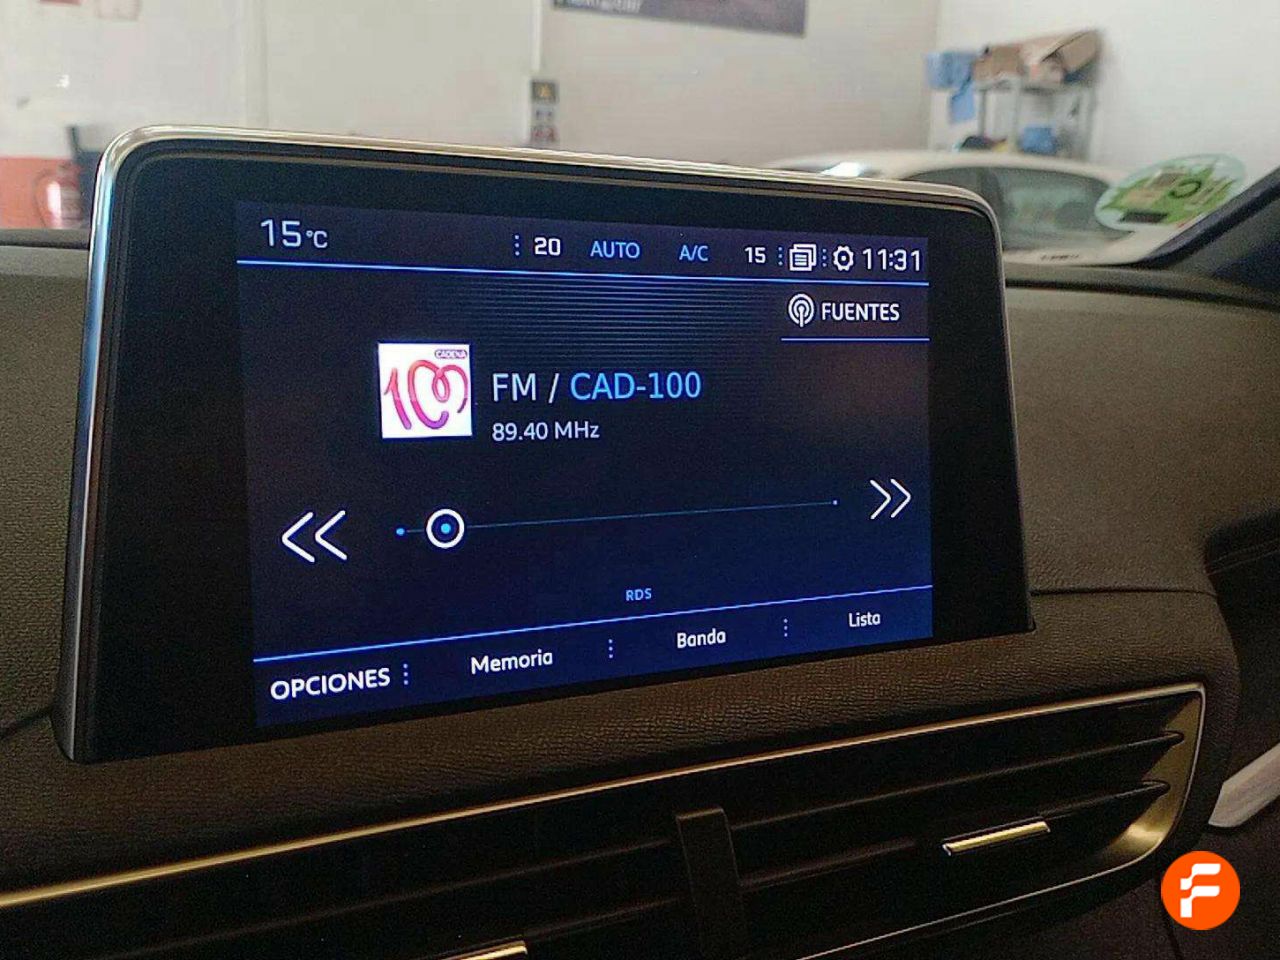 15°C 20 AUTO A/C 15 11:31
FUENTES
CADENA
100
FM / CAD-100
89.40 MHz
RDS
OPCIONES Memoria Banda Lista